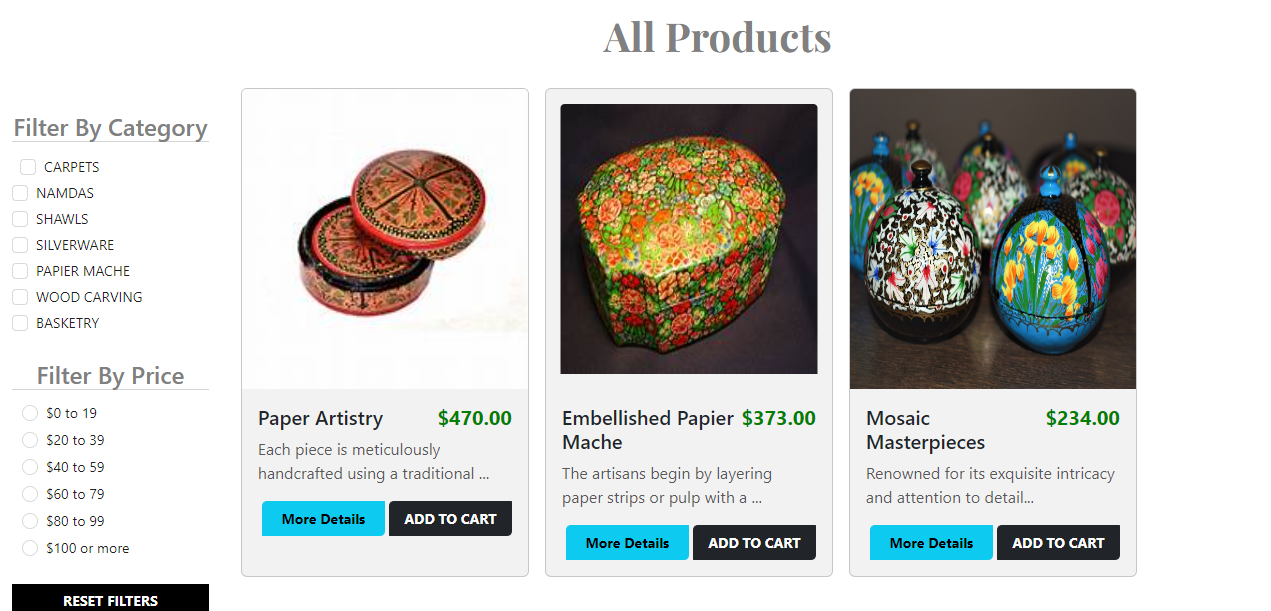 All Products
Filter By Category
CARPETS
NAMDAS
SHAWLS
SILVERWARE
PAPIER MACHE
WOOD CARVING
BASKETRY
Filter By Price
$0 to 19
$20 to 39
$40 to 59
$60 to 79
$80 to 99
$100 or more
RESET FILTERS
Paper Artistry $470.00
Each piece is meticulously
handcrafted using a traditional ...
More Details ADD TO CART
Embellished Papier $373.00
Mache
The artisans begin by layering
paper strips or pulp with a ...
More Details ADD TO CART
Mosaic $234.00
Masterpieces
Renowned for its exquisite intricacy
and attention to detail...
More Details ADD TO CART